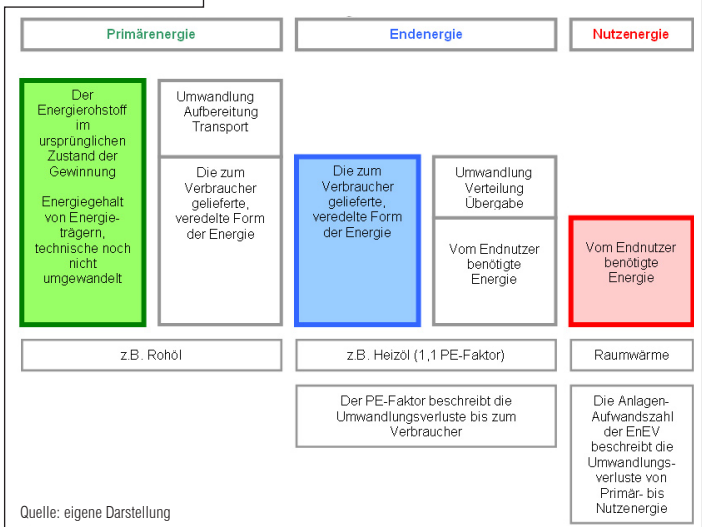 Primärenergie
Endenergie
Nutzenergie
Der
Energierohstoff
im
ursprünglichen
Zustand der
Gewinnung
Energiegehalt
von Energie-
trägern,
technische noch
nicht
umgewandelt
Umwandlung
Aufbereitung
Transport
Die zum
Verbraucher
gelieferte,
veredelte Form
der Energie
Die zum
Verbraucher
gelieferte,
veredelte Form
der Energie
Umwandlung
Verteilung
Übergabe
Vom Endnutzer
benötigte
Energie
Vom Endnutzer
benötigte
Energie
z.B. Rohöl
z.B. Heizöl (1,1 PE-Faktor)
Raumwärme
Der PE-Faktor beschreibt die
Umwandlungsverluste bis zum
Verbraucher
Die Anlagen-
Aufwandszahl
der EnEV
beschreibt die
Umwandlungs-
verluste von
Primär- bis
Nutzenergie
Quelle: eigene Darstellung